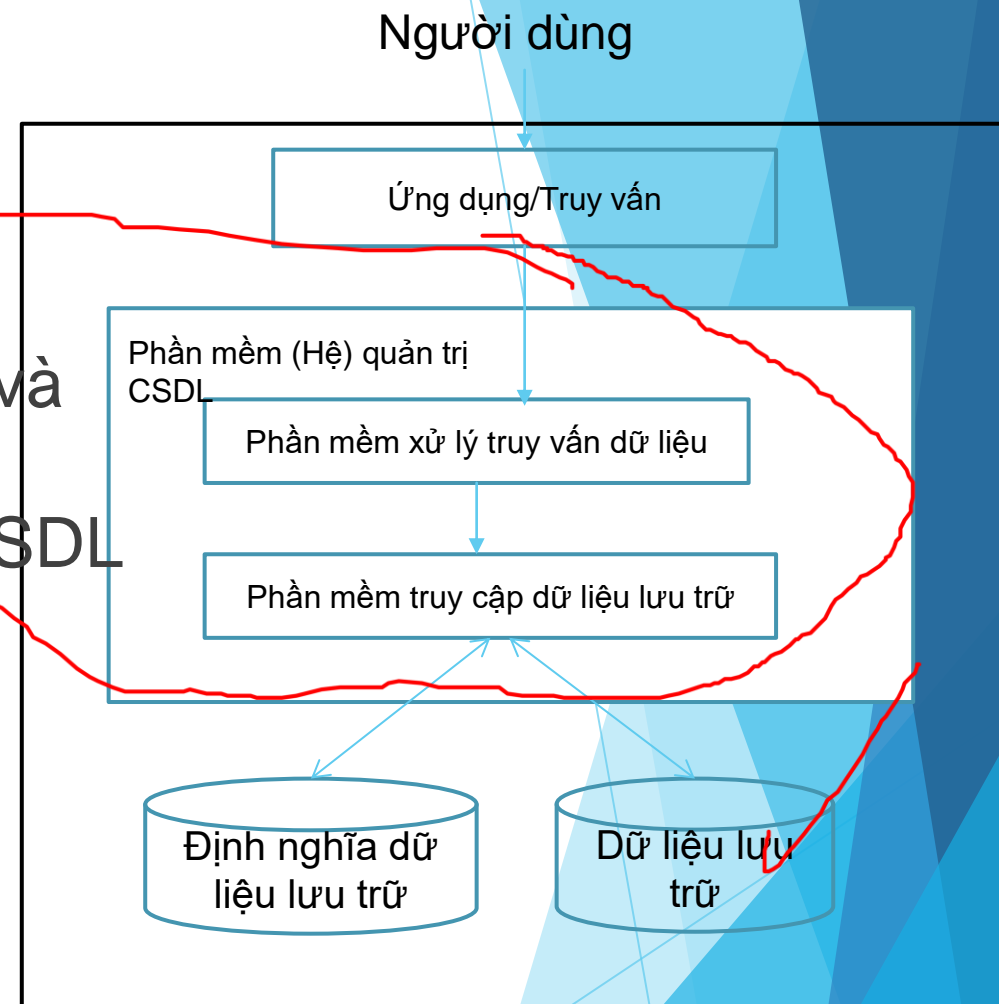 Người dùng
Ứng dụng/Truy vấn
Phần mềm (Hệ) quản trị
CSDL
và
Phần mềm xử lý truy vấn dữ liệu
SDL
Phần mềm truy cập dữ liệu lưu trữ
Định nghĩa dữ
liệu lưu trữ
Dữ liệu lưu
trữ